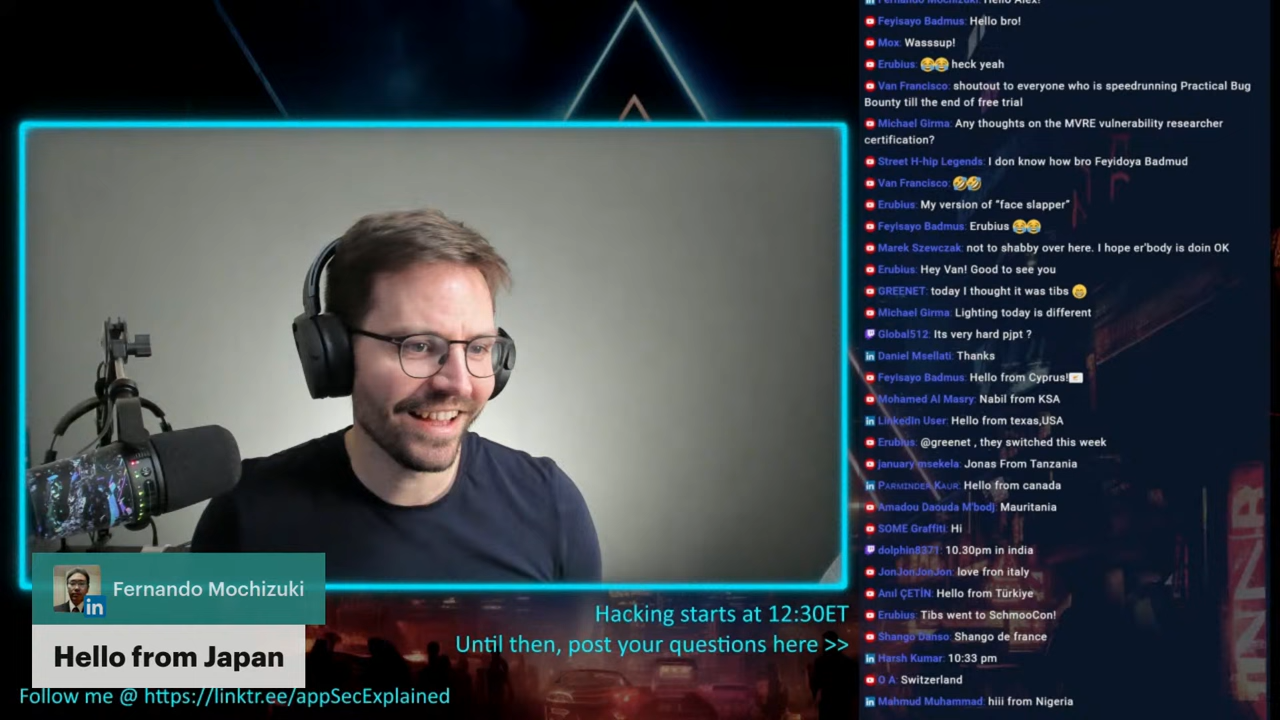 Fernando Mochizuki: Hello Alex!
Feyisayo Badmus: Hello bro!
Mox: Wasssup!
Erubius: 😂😂 heck yeah
Van Francisco: shoutout to everyone who is speedrunning Practical Bug
Bounty till the end of free trial
Michael Girma: Any thoughts on the MVRE vulnerability researcher
certification?
Street H-hip Legends: I don know how bro Feyidoya Badmud
Van Francisco: 🤣🤣
Erubius: My version of “face slapper”
Feyisayo Badmus: Erubius 😂😂
Marek Szewczak: not to shabby over here. I hope er'body is doin OK
Erubius: Hey Van! Good to see you
GREENET: today I thought it was tibs 😁
Michael Girma: Lighting today is different
Global512: Its very hard pjpt ?
Daniel Msellati: Thanks
Feyisayo Badmus: Hello from Cyprus!🇨🇾
Mohamed Al Masry: Nabil from KSA
LinkedIn User: Hello from texas,USA
Erubius: @greenet , they switched this week
january msekela: Jonas From Tanzania
Parminder Kaur: Hello from canada
Amadou Daouda M'bodj: Mauritania
SOME Graffiti: Hi
dolphin8371: 10.30pm in india
JonJonJonJon: love fron italy
Anıl ÇETİN: Hello from Türkiye
Erubius: Tibs went to SchmooCon!
Shango Danso: Shango de france
Harsh Kumar: 10:33 pm
O A: Switzerland
Mahmud Muhammad: hiii from Nigeria
Fernando Mochizuki
in
Hello from Japan
Hacking starts at 12:30ET
Until then, post your questions here >>
Follow me @ https://linktr.ee/appSecExplained